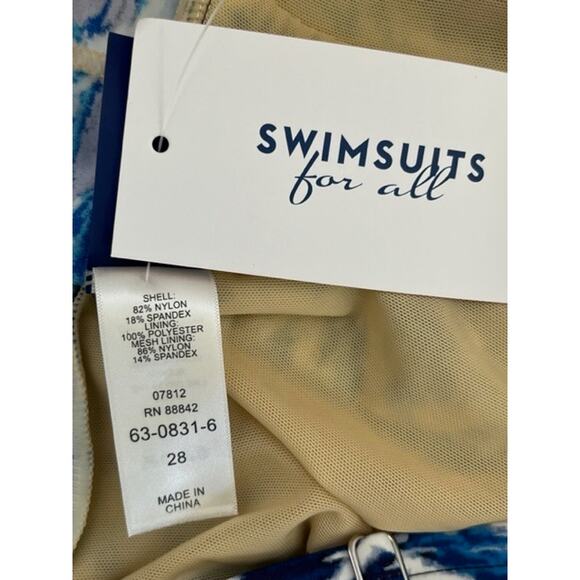 SWIMSUITS
for all
SHELL:
82% NYLON
18% SPANDEX
LINING:
100% POLYESTER
MESH LINING:
86% NYLON
14% SPANDEX
07812
RN 88842
63-0831-6
28
MADE IN
CHINA